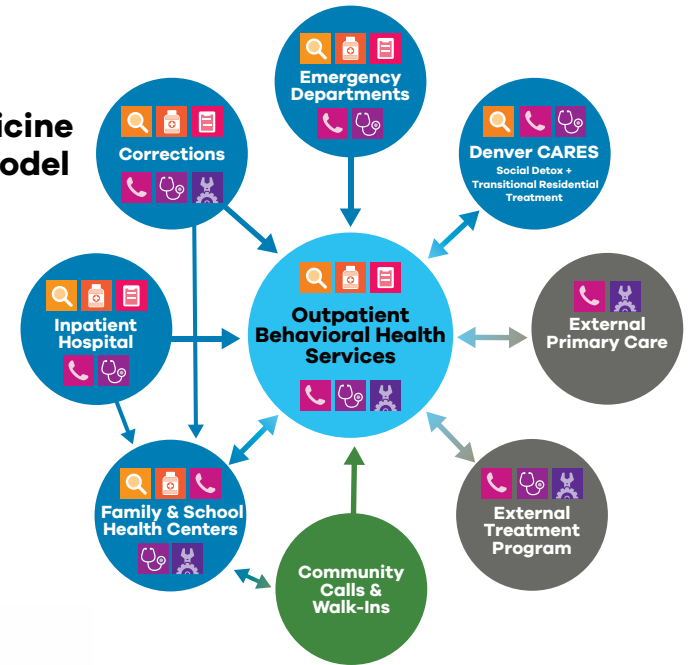 icine
odel
Emergency
Departments
Corrections
Denver CARES
Social Detox +
Transitional Residential
Treatment
Inpatient
Hospital
Outpatient
Behavioral Health
Services
External
Primary Care
Family & School
Health Centers
External
Treatment
Program
Community
Calls &
Walk-Ins